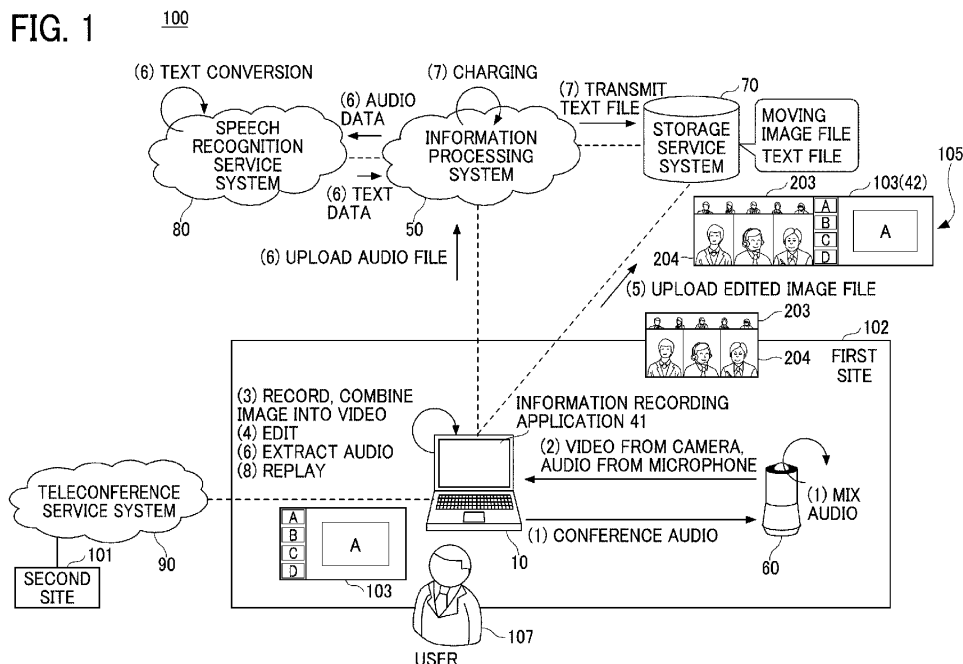 FIG. 1
100
(6) TEXT CONVERSION
SPEECH
RECOGNITION
SERVICE
SYSTEM
80
(6) AUDIO
DATA
(6) TEXT
DATA
(7) CHARGING
INFORMATION
PROCESSING
SYSTEM
50
(7) TRANSMIT
TEXT FILE
70
STORAGE
SERVICE
SYSTEM
MOVING
IMAGE FILE
TEXT FILE
105
203
103(42)
A
B
C
D
A
204
(6) UPLOAD AUDIO FILE
(5) UPLOAD EDITED IMAGE FILE
203
204
102
FIRST
SITE
(3) RECORD, COMBINE
IMAGE INTO VIDEO
(4) EDIT
(6) EXTRACT AUDIO
(8) REPLAY
INFORMATION RECORDING
APPLICATION 41
(2) VIDEO FROM CAMERA,
AUDIO FROM MICROPHONE
(1) MIX
AUDIO
(1) CONFERENCE AUDIO
10
60
TELECONFERENCE
SERVICE SYSTEM
90
101
SECOND
SITE
A
B
C
D
A
103
107
USER